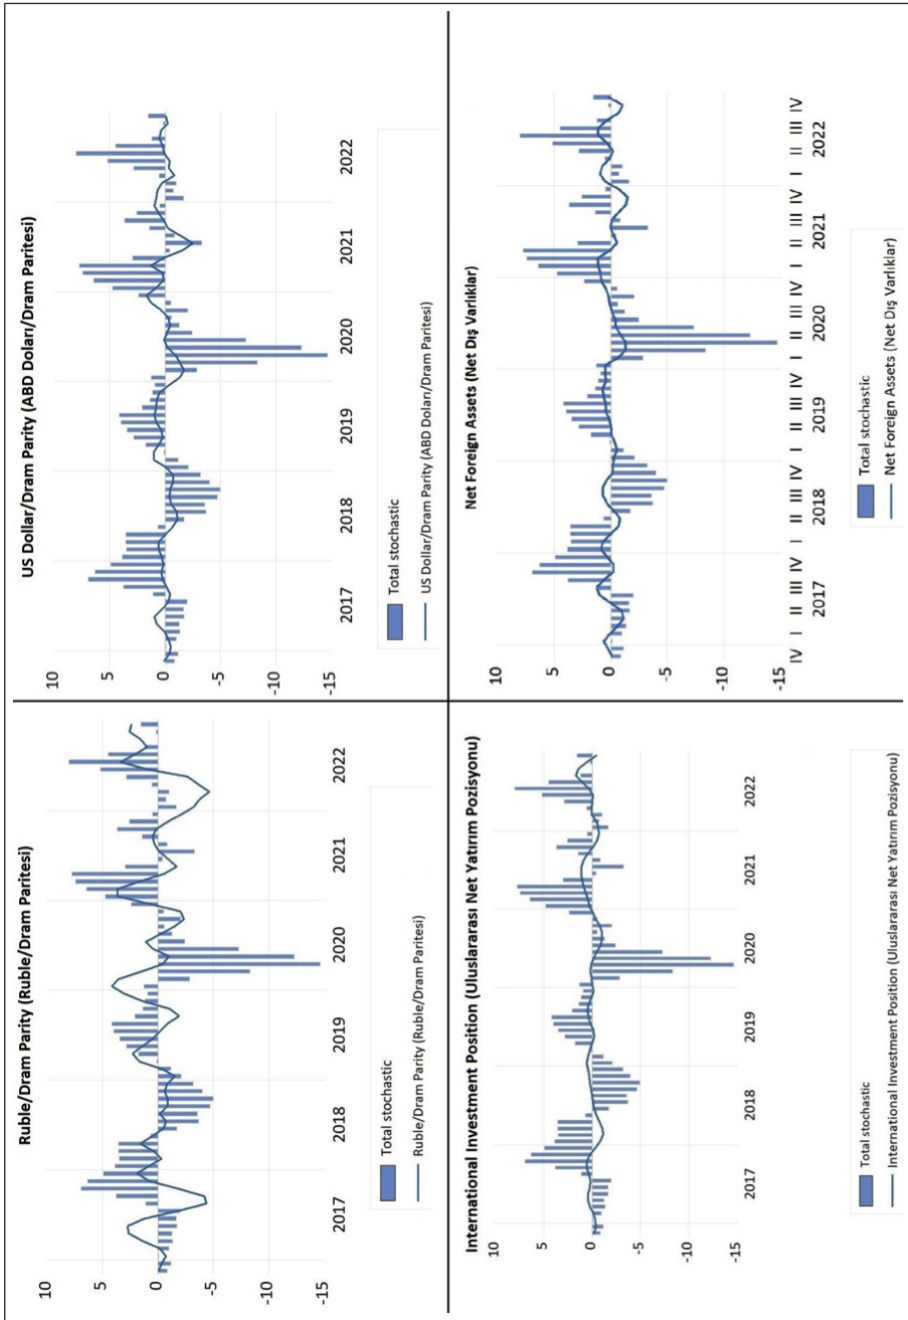 Ruble/Dram Parity (Ruble/Dram Paritesi)
10
5
0
-5
-10
-15
2017 2018 2019 2020 2021 2022
Total stochastic
Ruble/Dram Parity (Ruble/Dram Paritesi)
US Dollar/Dram Parity (ABD Doları/Dram Paritesi)
10
5
0
-5
-10
-15
2017 2018 2019 2020 2021 2022
Total stochastic
US Dollar/Dram Parity (ABD Doları/Dram Paritesi)
International Investment Position (Uluslararası Net Yatırım Pozisyonu)
10
5
0
-5
-10
-15
2017 2018 2019 2020 2021 2022
Total stochastic
International Investment Position (Uluslararası Net Yatırım Pozisyonu)
Net Foreign Assets (Net Dış Varlıklar)
10
5
0
-5
-10
-15
IV I II III IV I II III IV I II III IV I II III IV I II III IV I II III IV
2017 2018 2019 2020 2021 2022
Total stochastic
Net Foreign Assets (Net Dış Varlıklar)